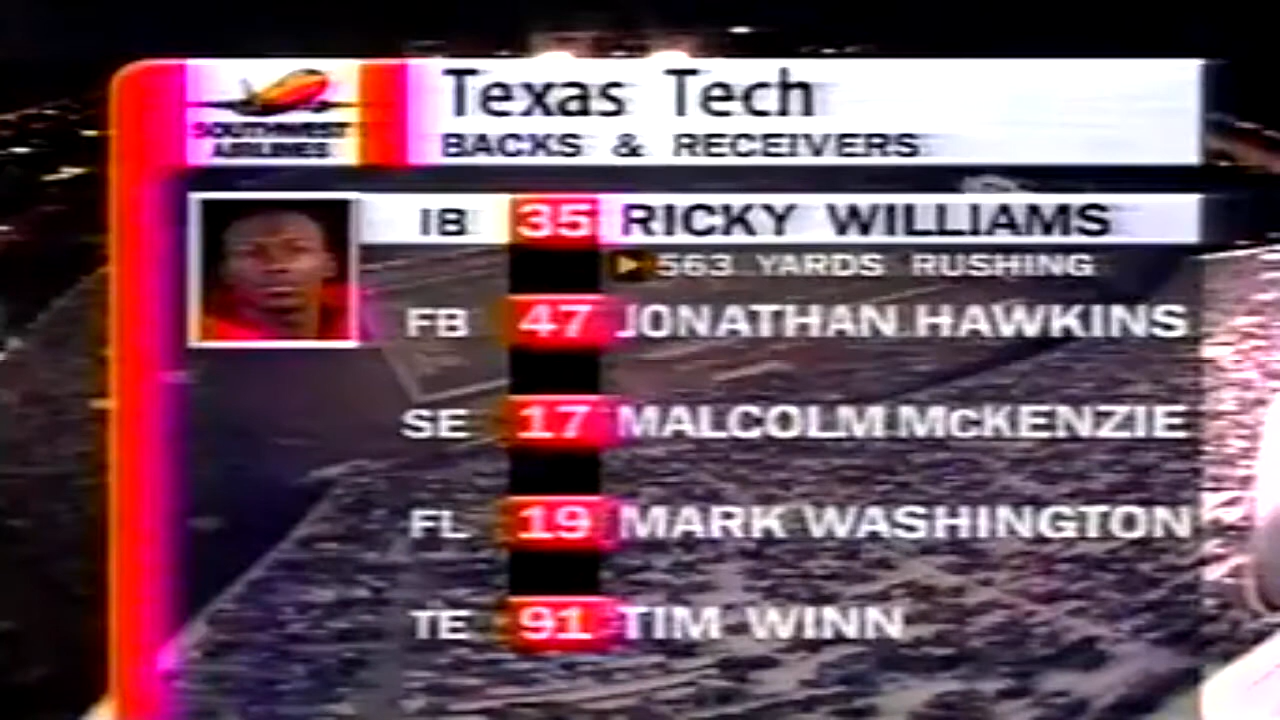 Texas Tech
SOUTHWEST
AIRLINES
BACKS & RECEIVERS
IB 35 RICKY WILLIAMS
563 YARDS RUSHING
FB 47 JONATHAN HAWKINS
SE 17 MALCOLM McKENZIE
FL 19 MARK WASHINGTON
TE 91 TIM WINN